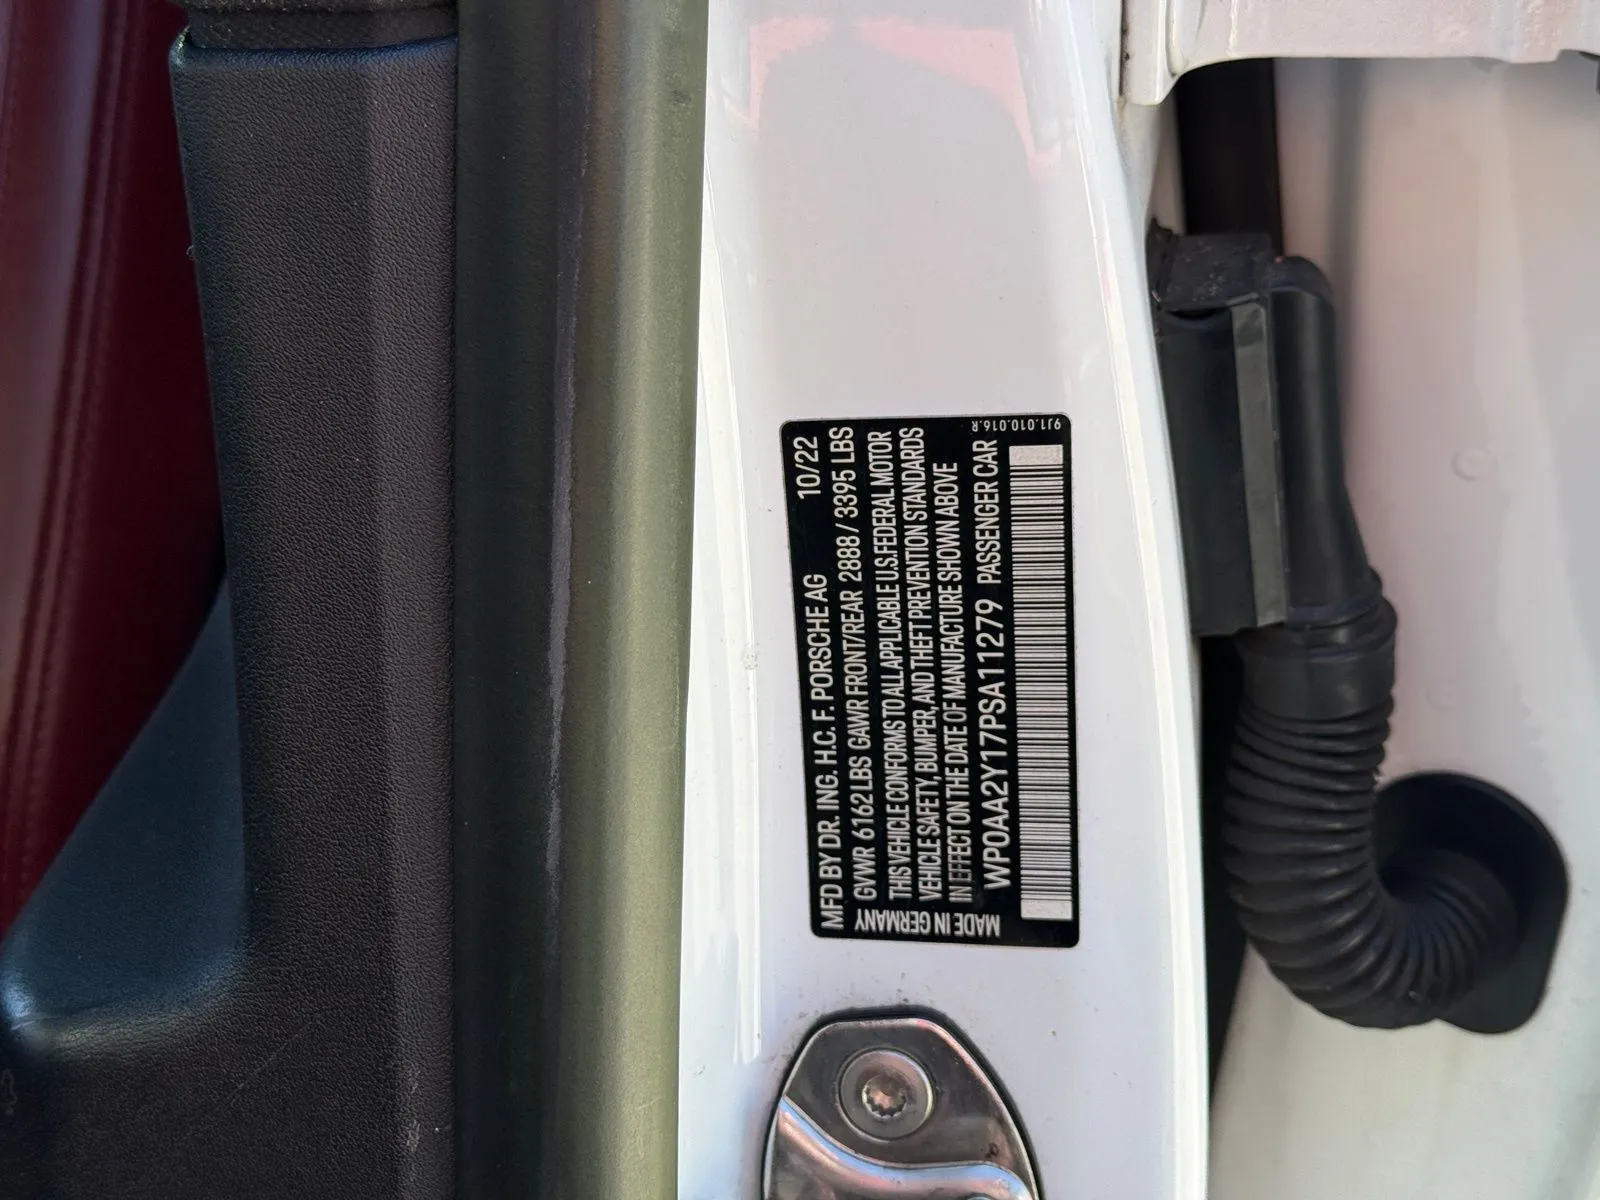 MFD BY DR. ING. H.C. F. PORSCHE AG 10/22
GVWR 6162 LBS GAWR FRONT/REAR 2888 / 3395 LBS
THIS VEHICLE CONFORMS TO ALL APPLICABLE U.S.FEDERAL MOTOR
VEHICLE SAFETY, BUMPER, AND THEFT PREVENTION STANDARDS
IN EFFECT ON THE DATE OF MANUFACTURE SHOWN ABOVE
WP0AA2Y17PSA11279 PASSENGER CAR
MADE IN GERMANY
9J1.010.016.R